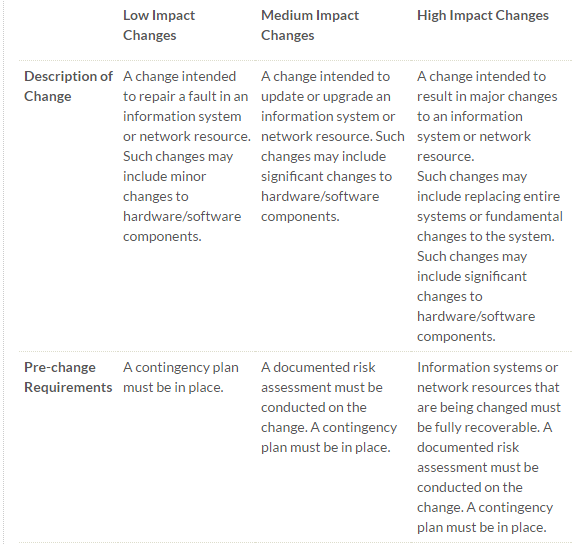 Low Impact Changes
Medium Impact Changes
High Impact Changes
Description of Change
A change intended
to repair a fault in an
information system
or network resource.
Such changes may
include minor
changes to
hardware/software
components.
A change intended to
update or upgrade an
information system or
network resource. Such
changes may include
significant changes to
hardware/software
components.
A change intended to
result in major changes
to an information
system or network
resource.
Such changes may
include replacing entire
systems or fundamental
changes to the system.
Such changes may
include significant
changes to
hardware/software
components.
Pre-change
Requirements
A contingency plan
must be in place.
A documented risk
assessment must be
conducted on the
change. A contingency
plan must be in place.
Information systems or
network resources that
are being changed must
be fully recoverable. A
documented risk
assessment must be
conducted on the
change. A contingency
plan must be in place.